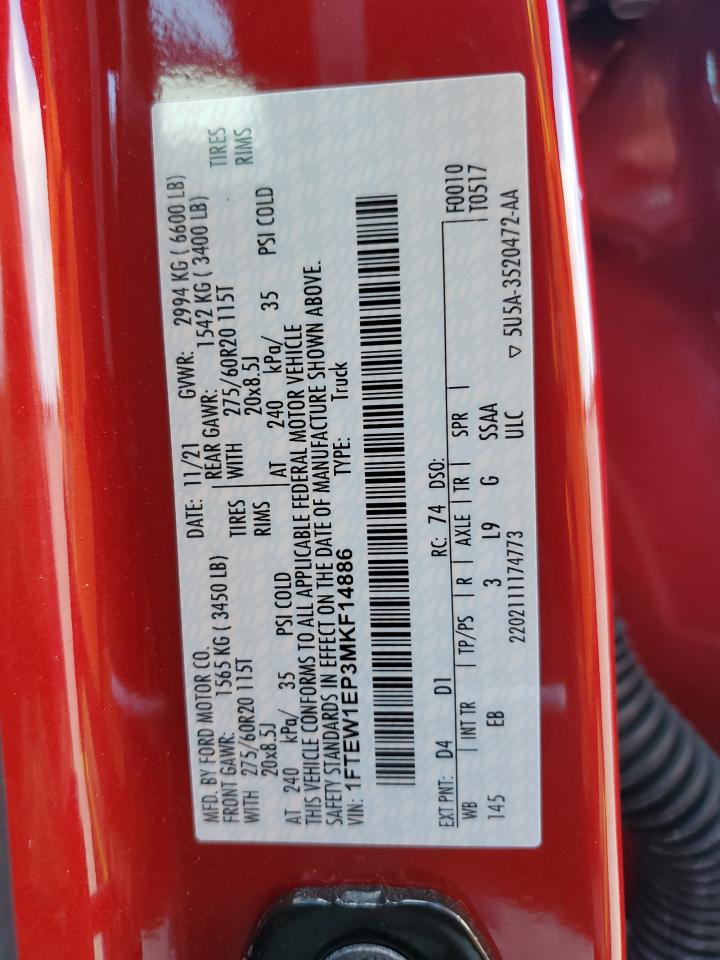 MFD. BY FORD MOTOR CO. DATE: 11/21 GVWR: 2994 KG ( 6600 LB)
FRONT GAWR: 1565 KG ( 3450 LB) REAR GAWR: 1542 KG ( 3400 LB)
WITH 275/60R20 115T TIRES WITH 275/60R20 115T TIRES
20x8.5J RIMS 20x8.5J RIMS
AT 240 kPa/ 35 PSI COLD AT 240 kPa/ 35 PSI COLD
THIS VEHICLE CONFORMS TO ALL APPLICABLE FEDERAL MOTOR VEHICLE
SAFETY STANDARDS IN EFFECT ON THE DATE OF MANUFACTURE SHOWN ABOVE.
VIN: 1FTEW1EP3MKF14886 TYPE: Truck
EXT PNT: D4 D1 RC: 74 DSO: F0010
T0517
WB INT TR TP/PS R AXLE TR SPR
145 EB 3 L9 G SSAA
2202111174773 ULC ▽ 5U5A-3520472-AA